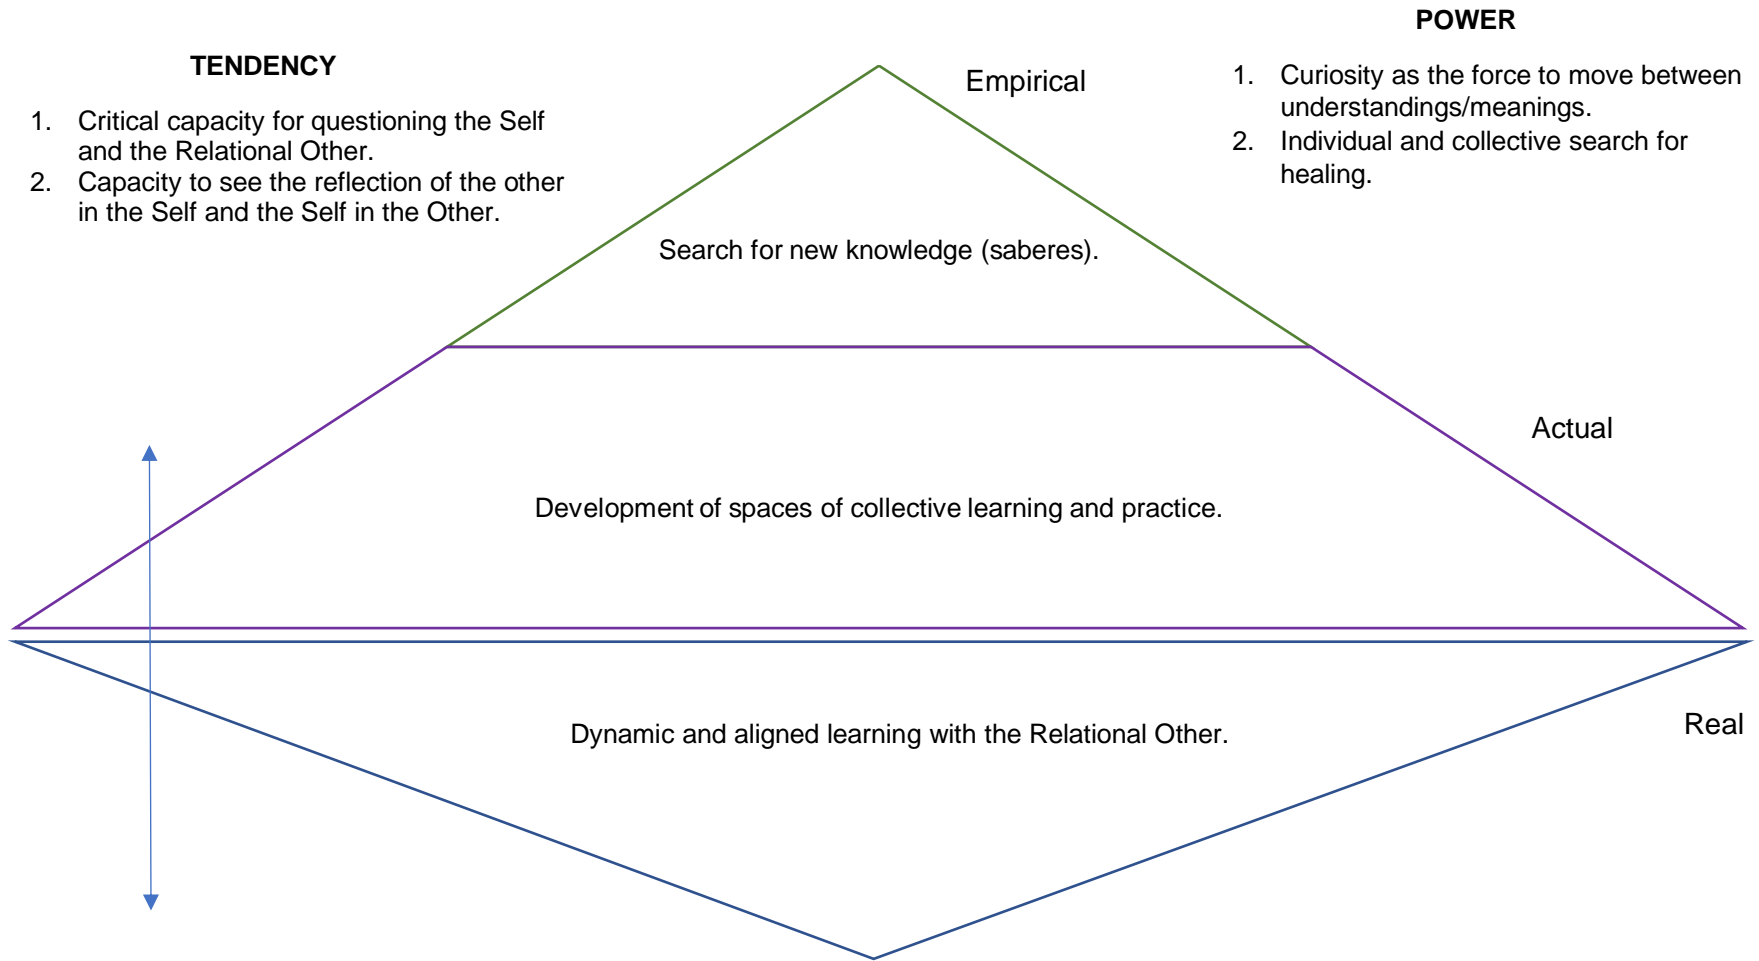 TENDENCY
1. Critical capacity for questioning the Self
and the Relational Other.
2. Capacity to see the reflection of the other
in the Self and the Self in the Other.
POWER
1. Curiosity as the force to move between
understandings/meanings.
2. Individual and collective search for
healing.
Empirical
Search for new knowledge (saberes).
Actual
Development of spaces of collective learning and practice.
Real
Dynamic and aligned learning with the Relational Other.